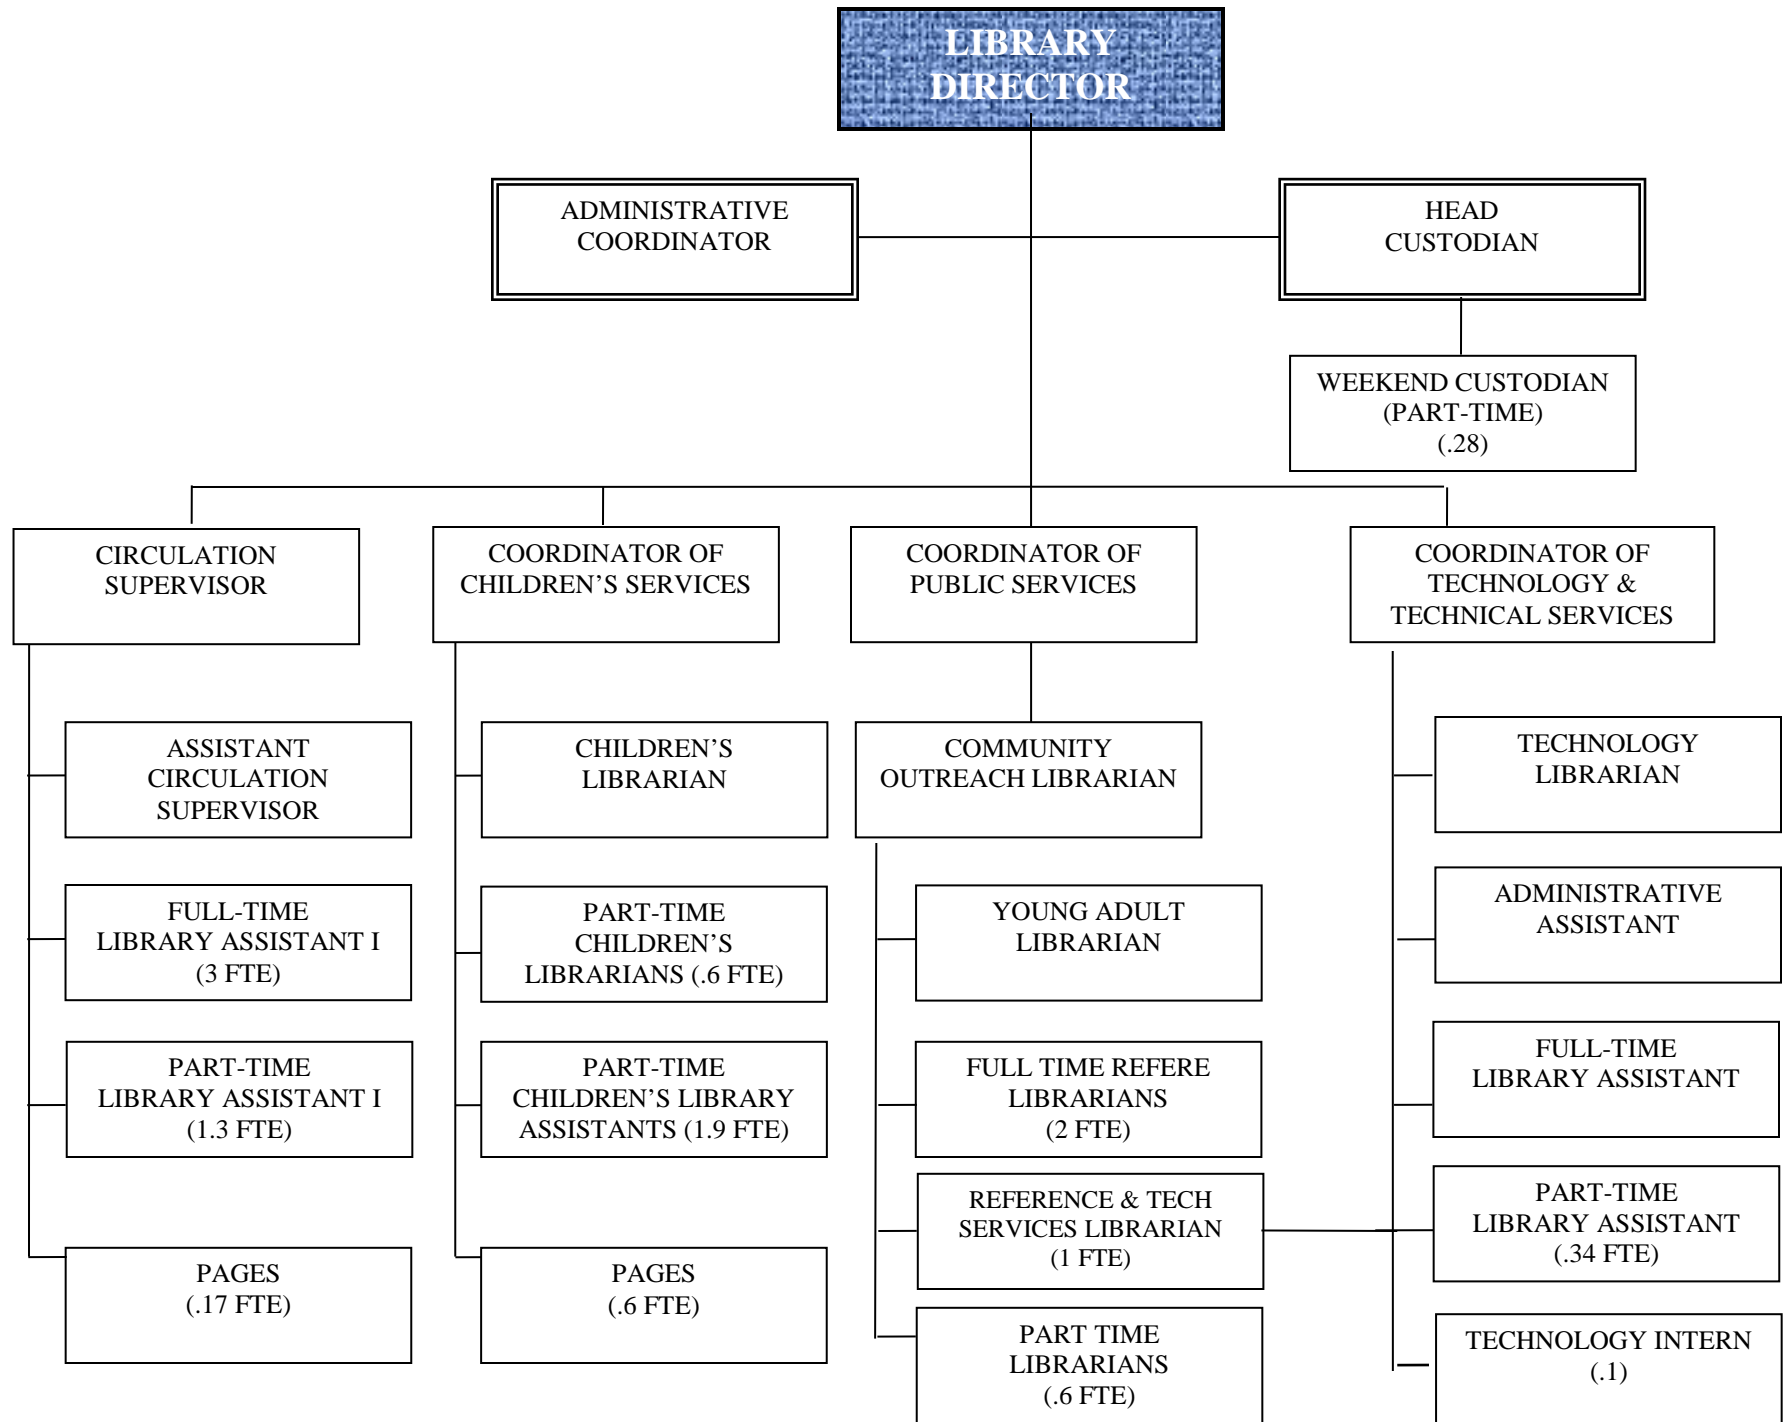 LIBRARY
DIRECTOR
ADMINISTRATIVE
COORDINATOR
HEAD
CUSTODIAN
WEEKEND CUSTODIAN
(PART-TIME)
(.28)
CIRCULATION
SUPERVISOR
COORDINATOR OF
CHILDREN’S SERVICES
COORDINATOR OF
PUBLIC SERVICES
COORDINATOR OF
TECHNOLOGY &
TECHNICAL SERVICES
ASSISTANT
CIRCULATION
SUPERVISOR
CHILDREN’S
LIBRARIAN
COMMUNITY
OUTREACH LIBRARIAN
TECHNOLOGY
LIBRARIAN
FULL-TIME
LIBRARY ASSISTANT I
(3 FTE)
PART-TIME
CHILDREN’S
LIBRARIANS (.6 FTE)
YOUNG ADULT
LIBRARIAN
ADMINISTRATIVE
ASSISTANT
PART-TIME
LIBRARY ASSISTANT I
(1.3 FTE)
PART-TIME
CHILDREN’S LIBRARY
ASSISTANTS (1.9 FTE)
FULL TIME REFERE
LIBRARIANS
(2 FTE)
FULL-TIME
LIBRARY ASSISTANT
REFERENCE & TECH
SERVICES LIBRARIAN
(1 FTE)
PART-TIME
LIBRARY ASSISTANT
(.34 FTE)
PAGES
(.17 FTE)
PAGES
(.6 FTE)
PART TIME
LIBRARIANS
(.6 FTE)
TECHNOLOGY INTERN
(.1)